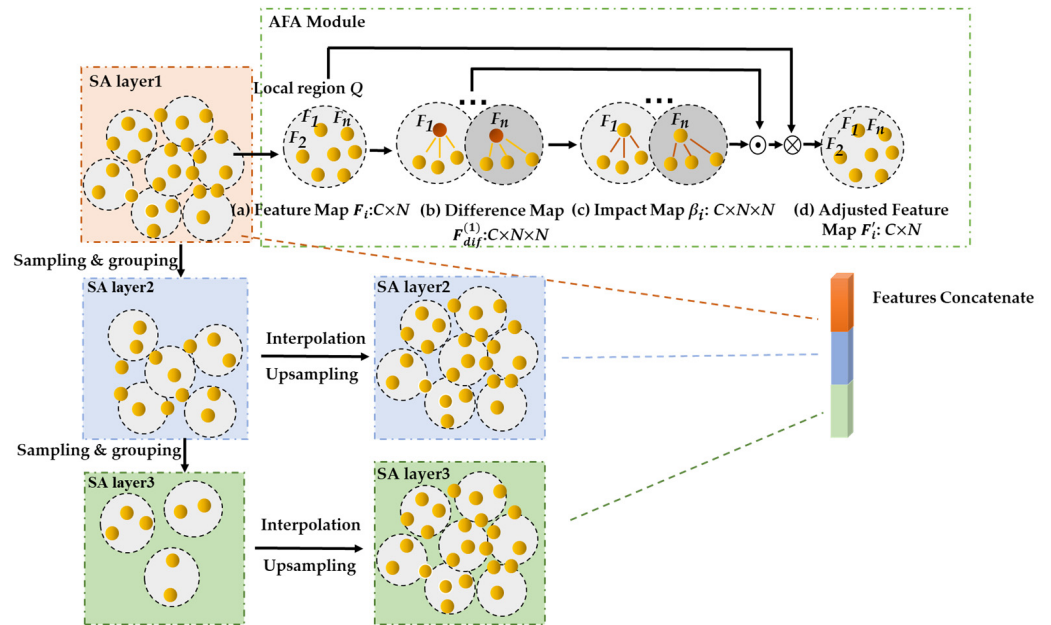 AFA Module
SA layer1
Local region Q
F₁ Fₙ
F₂
F₁ ... Fₙ
F₁ ... Fₙ
F₁ Fₙ
F₂
(a) Feature Map Fᵢ:C×N
(b) Difference Map
F_{dif}^{(1)}:C×N×N
(c) Impact Map βᵢ: C×N×N
(d) Adjusted Feature
Map Fᵢ′: C×N
Sampling & grouping
SA layer2
Interpolation
Upsampling
SA layer2
Features Concatenate
Sampling & grouping
SA layer3
Interpolation
Upsampling
SA layer3